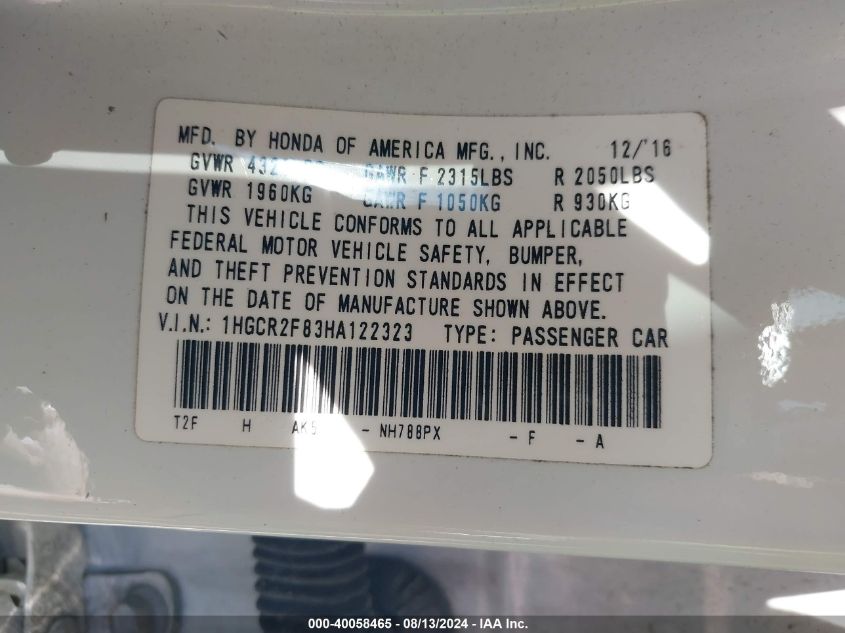 MFD. BY HONDA OF AMERICA MFG., INC. 12/'16
GVWR GAWR F 2315LBS R 2050LBS
GVWR 1960KG GAWR F 1050KG R 930KG
THIS VEHICLE CONFORMS TO ALL APPLICABLE
FEDERAL MOTOR VEHICLE SAFETY, BUMPER,
AND THEFT PREVENTION STANDARDS IN EFFECT
ON THE DATE OF MANUFACTURE SHOWN ABOVE.
V.I.N.: 1HGCR2F83HA122323 TYPE: PASSENGER CAR
T2F H - NH788PX - F - A
000-40058465 - 08/13/2024 - IAA Inc.